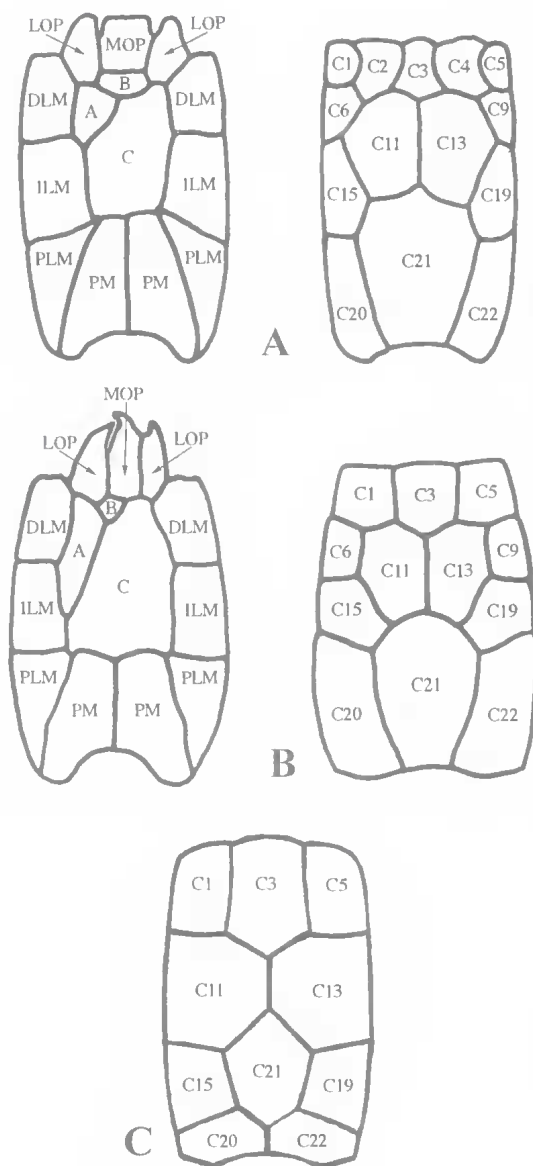 LOP MOP LOP
B
DLM A DLM
C
ILM ILM
PLM PM PM PLM
C1 C2 C3 C4 C5
C6 C9
C11 C13
C15 C19
C21
C20 C22
A
MOP
LOP LOP
B
DLM A DLM
C
ILM ILM
PLM PM PM PLM
C1 C3 C5
C6 C11 C13 C9
C15 C19
C21
C20 C22
B
C1 C3 C5
C11 C13
C15 C21 C19
C20 C22
C